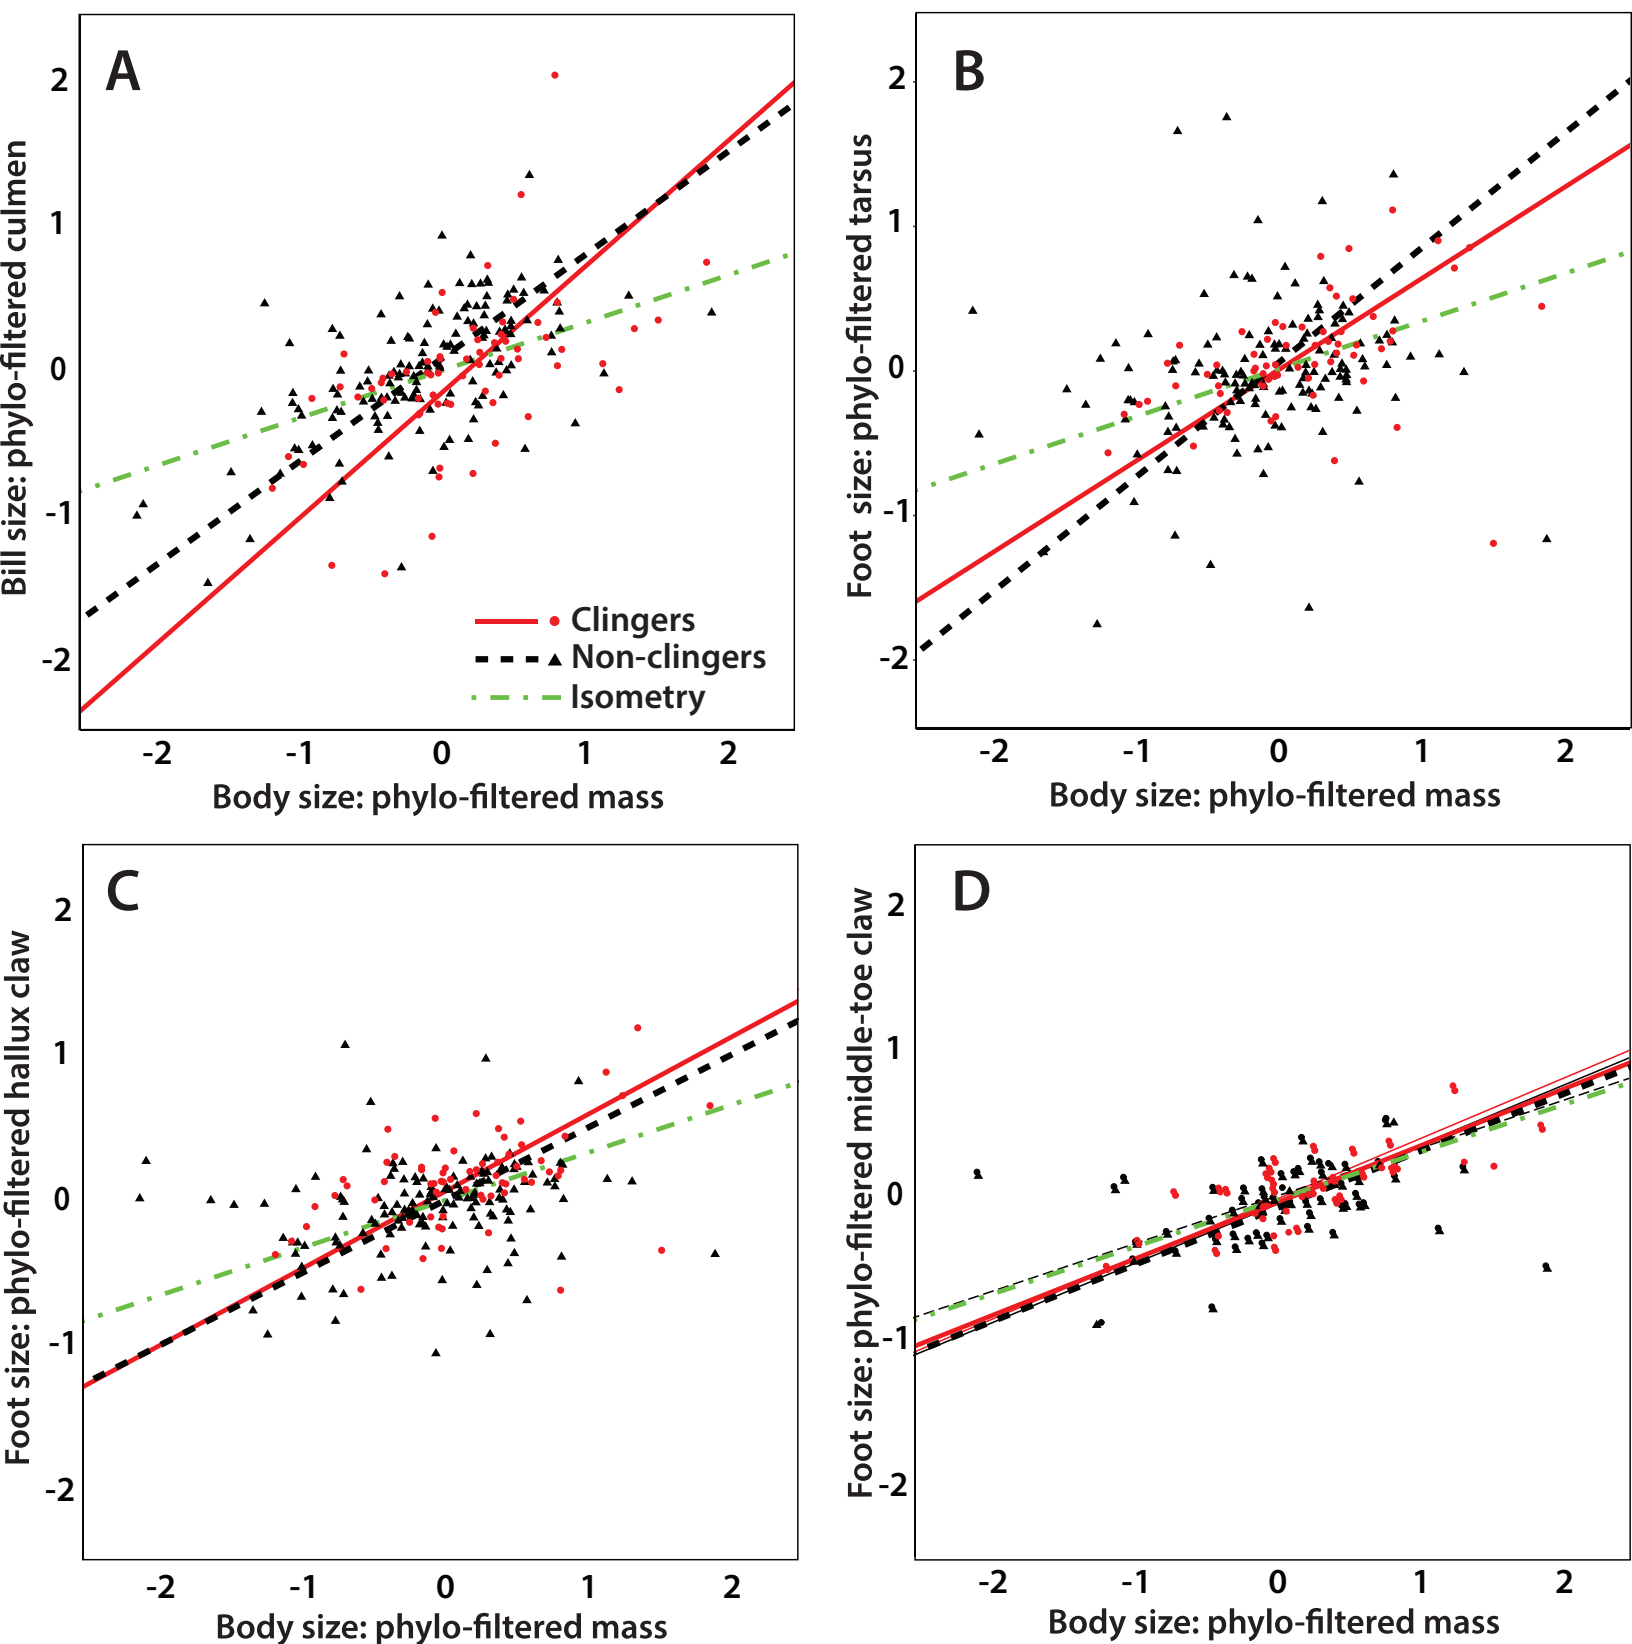 A
Bill size: phylo-filtered culmen
2
1
0
-1
-2
Clingers
Non-clingers
Isometry
-2 -1 0 1 2
Body size: phylo-filtered mass
B
Foot size: phylo-filtered tarsus
2
1
0
-1
-2
-2 -1 0 1 2
Body size: phylo-filtered mass
C
Foot size: phylo-filtered hallux claw
2
1
0
-1
-2
-2 -1 0 1 2
Body size: phylo-filtered mass
D
Foot size: phylo-filtered middle-toe claw
2
1
0
-1
-2
-2 -1 0 1 2
Body size: phylo-filtered mass